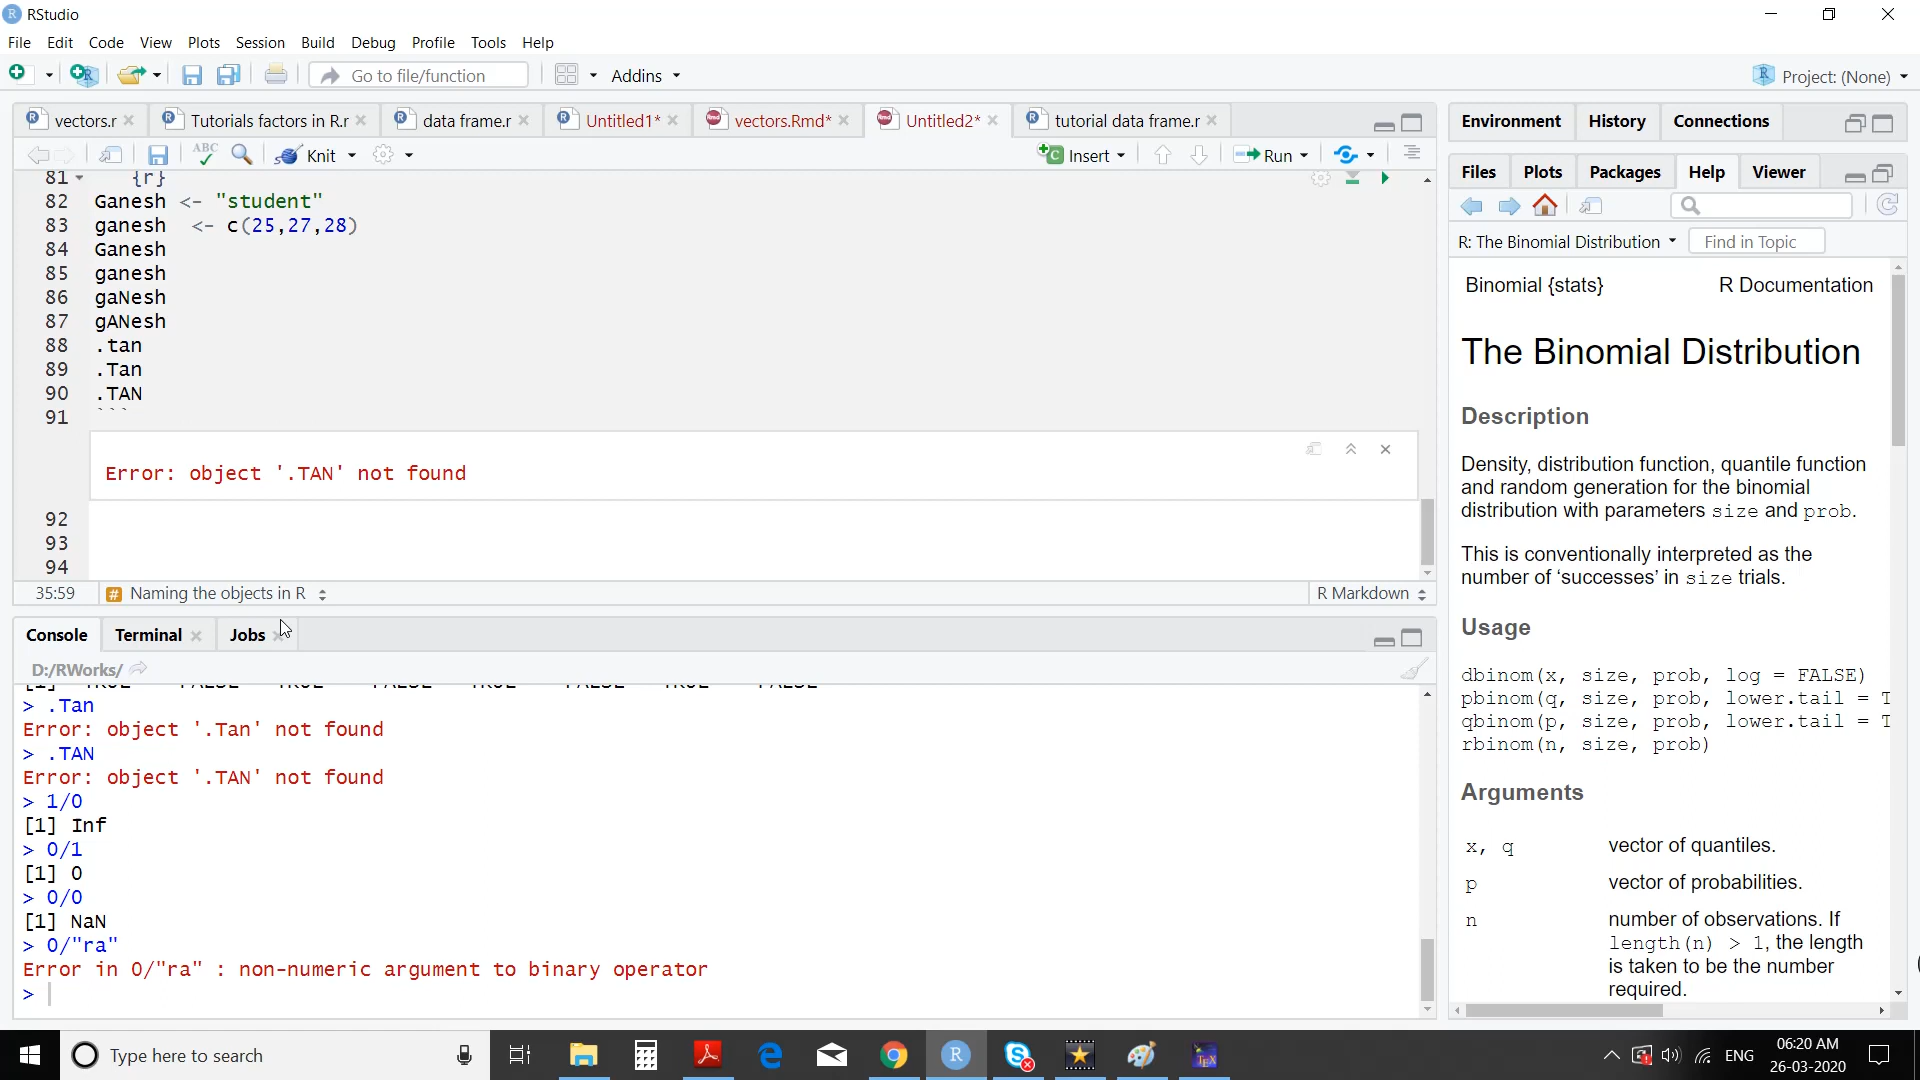 RStudio
File Edit Code View Plots Session Build Debug Profile Tools Help
Go to file/function Addins Project: (None)
vectors.r Tutorials factors in R.r data frame.r Untitled1* vectors.Rmd* Untitled2* tutorial data frame.r
ABC Knit Insert Run
81 {r}
82 Ganesh <- "student"
83 ganesh <- c(25,27,28)
84 Ganesh
85 ganesh
86 gaNesh
87 gANesh
88 .tan
89 .Tan
90 .TAN
91 ```
Error: object '.TAN' not found
92
93
94
35:59 # Naming the objects in R R Markdown
Console Terminal Jobs
D:/RWorks/
[1] TRUE FALSE TRUE FALSE TRUE FALSE TRUE FALSE
> .Tan
Error: object '.Tan' not found
> .TAN
Error: object '.TAN' not found
> 1/0
[1] Inf
> 0/1
[1] 0
> 0/0
[1] NaN
> 0/"ra"
Error in 0/"ra" : non-numeric argument to binary operator
>
Environment History Connections
Files Plots Packages Help Viewer
R: The Binomial Distribution Find in Topic
Binomial {stats} R Documentation
The Binomial Distribution
Description
Density, distribution function, quantile function
and random generation for the binomial
distribution with parameters size and prob.
This is conventionally interpreted as the
number of ‘successes’ in size trials.
Usage
dbinom(x, size, prob, log = FALSE)
pbinom(q, size, prob, lower.tail = T
qbinom(p, size, prob, lower.tail = T
rbinom(n, size, prob)
Arguments
x, q vector of quantiles.
p vector of probabilities.
n number of observations. If
length(n) > 1, the length
is taken to be the number
required.
Type here to search
ENG 06:20 AM
26-03-2020